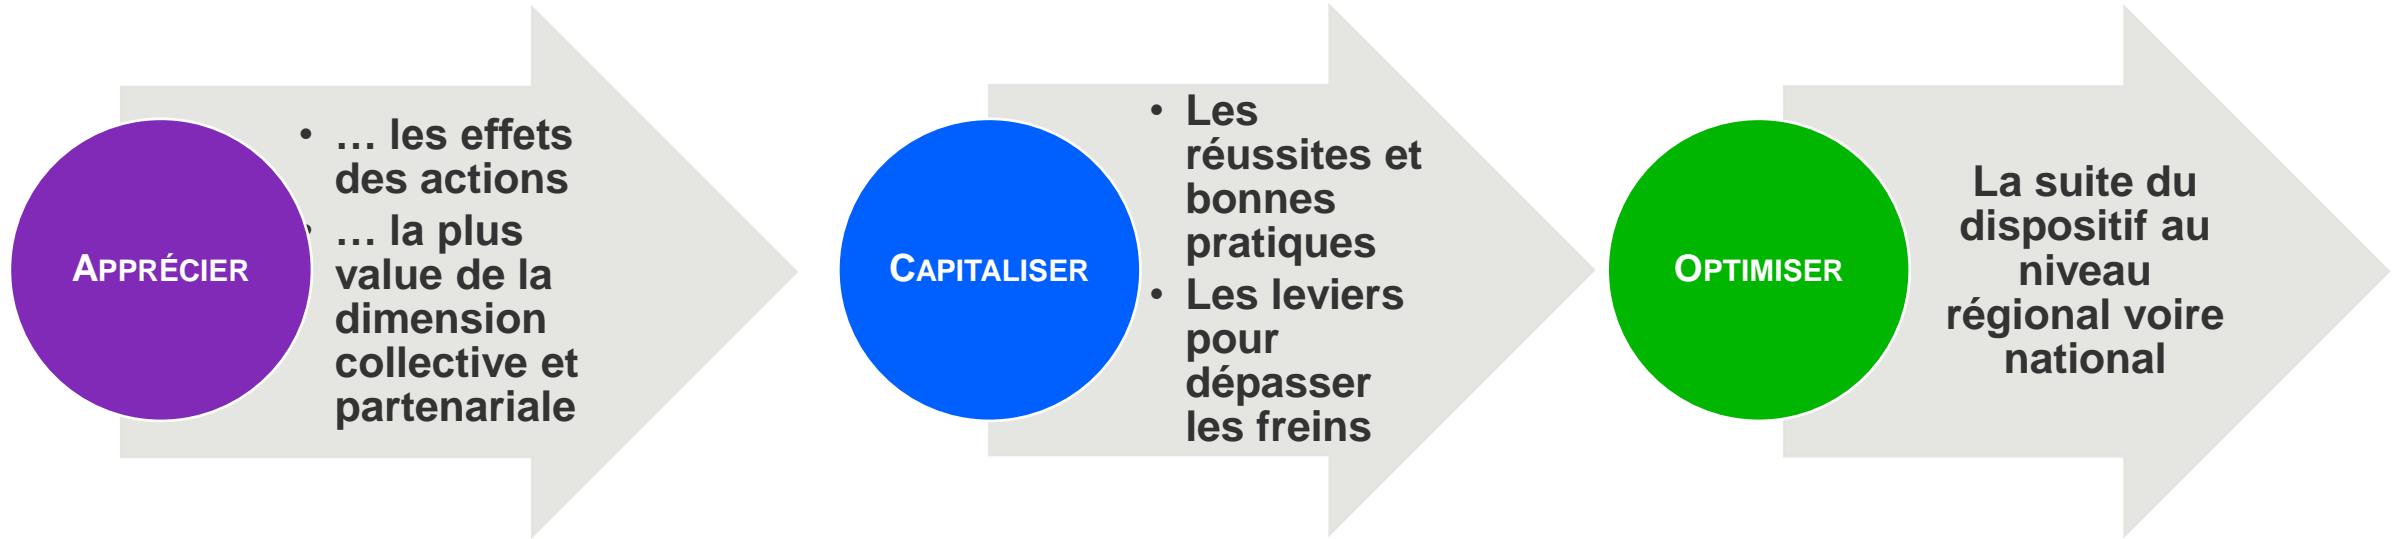 APPRÉCIER
• … les effets
des actions
• … la plus
value de la
dimension
collective et
partenariale
CAPITALISER
• Les
réussites et
bonnes
pratiques
• Les leviers
pour
dépasser
les freins
OPTIMISER
La suite du
dispositif au
niveau
régional voire
national